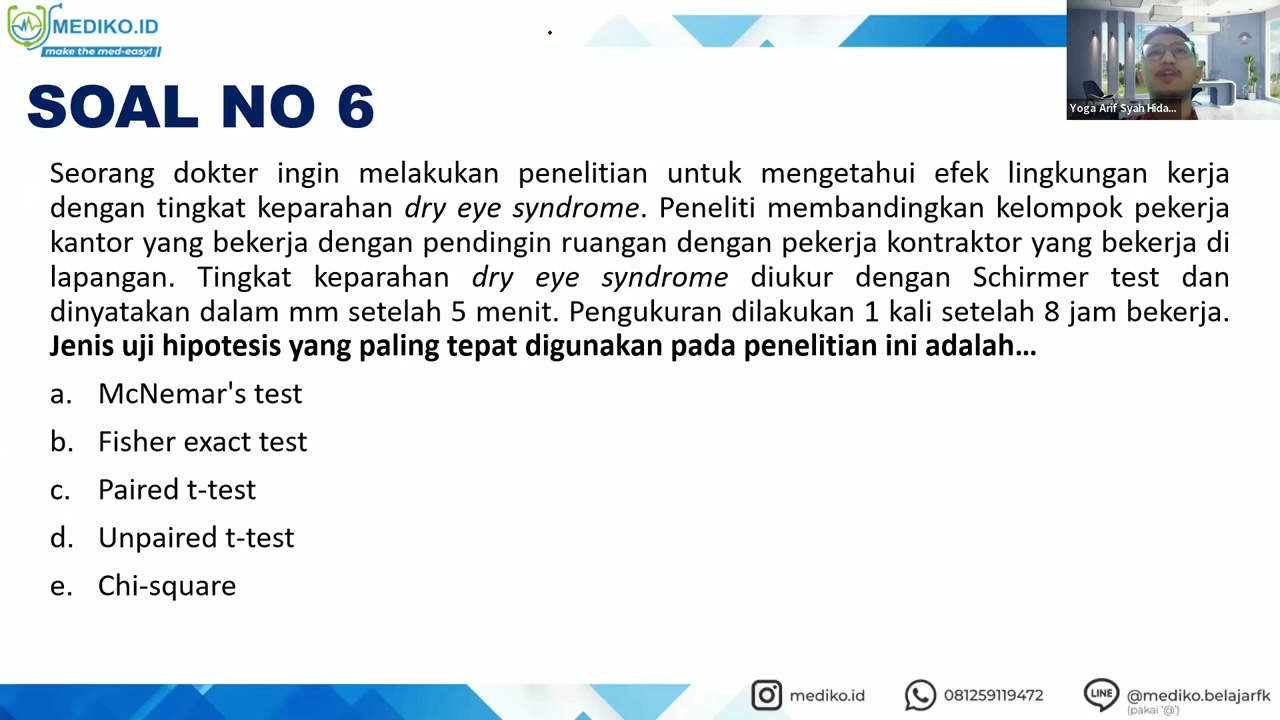 MEDIKO.ID
make the med-easy!
Yoga Arif Syah Hida...
SOAL NO 6
Seorang dokter ingin melakukan penelitian untuk mengetahui efek lingkungan kerja
dengan tingkat keparahan dry eye syndrome. Peneliti membandingkan kelompok pekerja
kantor yang bekerja dengan pendingin ruangan dengan pekerja kontraktor yang bekerja di
lapangan. Tingkat keparahan dry eye syndrome diukur dengan Schirmer test dan
dinyatakan dalam mm setelah 5 menit. Pengukuran dilakukan 1 kali setelah 8 jam bekerja.
Jenis uji hipotesis yang paling tepat digunakan pada penelitian ini adalah...
a. McNemar's test
b. Fisher exact test
c. Paired t-test
d. Unpaired t-test
e. Chi-square
mediko.id
081259119472
LINE
@mediko.belajarfk
(pakai '@')